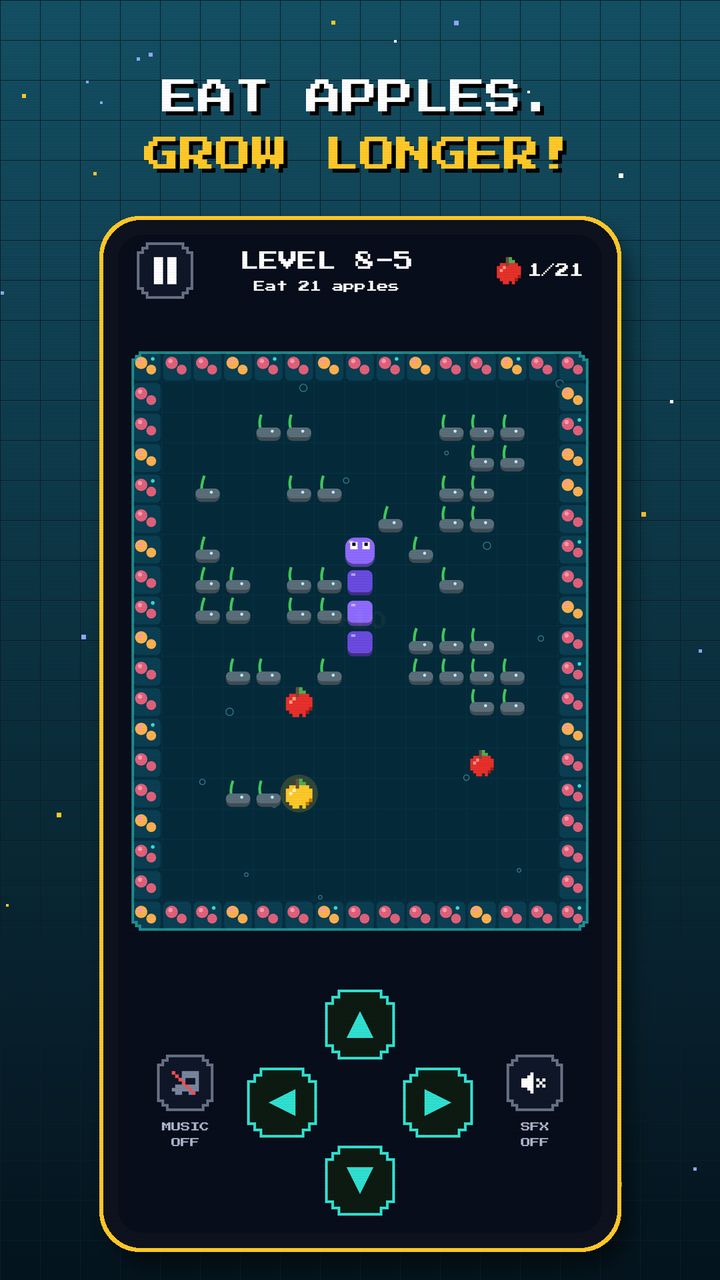 EAT APPLES.
GROW LONGER!
LEVEL 8-5
Eat 21 apples
1/21
MUSIC
OFF
SFX
OFF